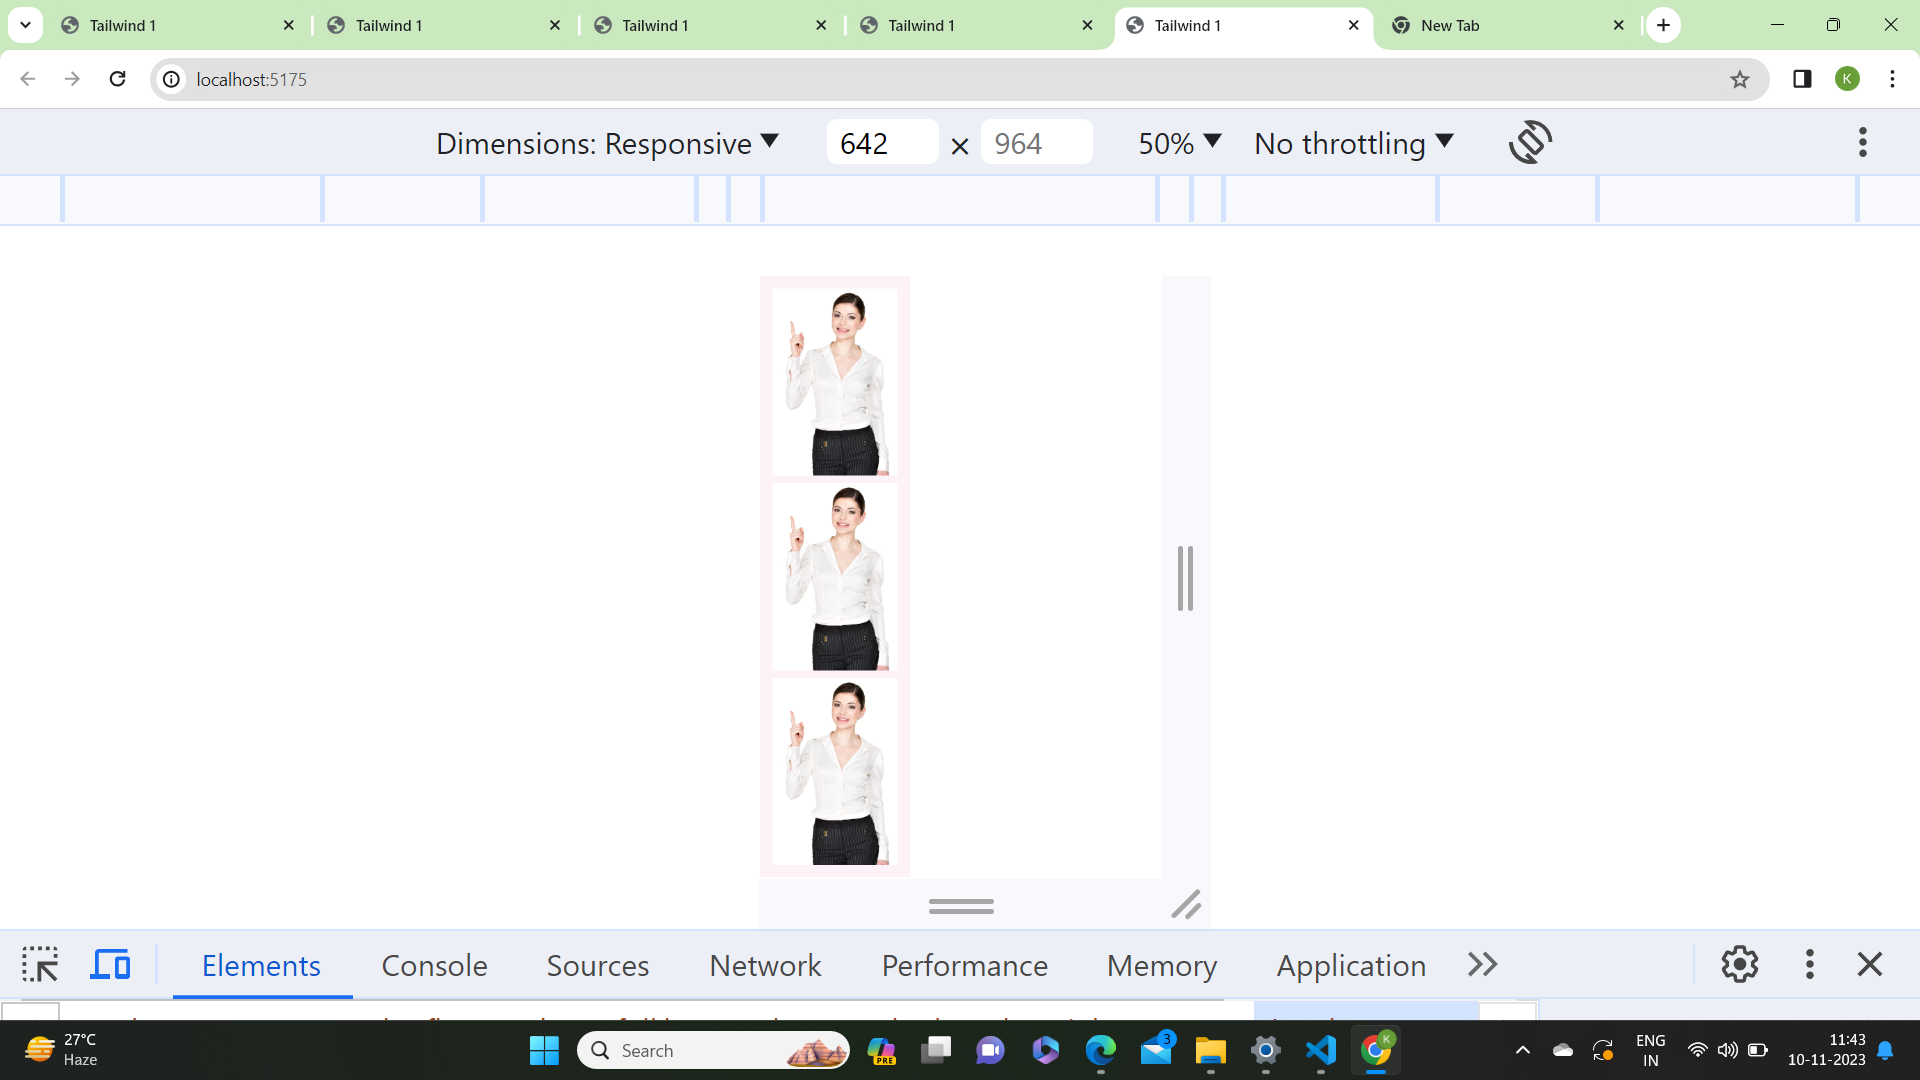 Tailwind 1
Tailwind 1
Tailwind 1
Tailwind 1
Tailwind 1
New Tab
localhost:5175
K
Dimensions: Responsive
642 × 964
50%
No throttling
Elements
Console
Sources
Network
Performance
Memory
Application
27°C
Haze
Search
PRE
3
K
ENG
IN
11:43
10-11-2023